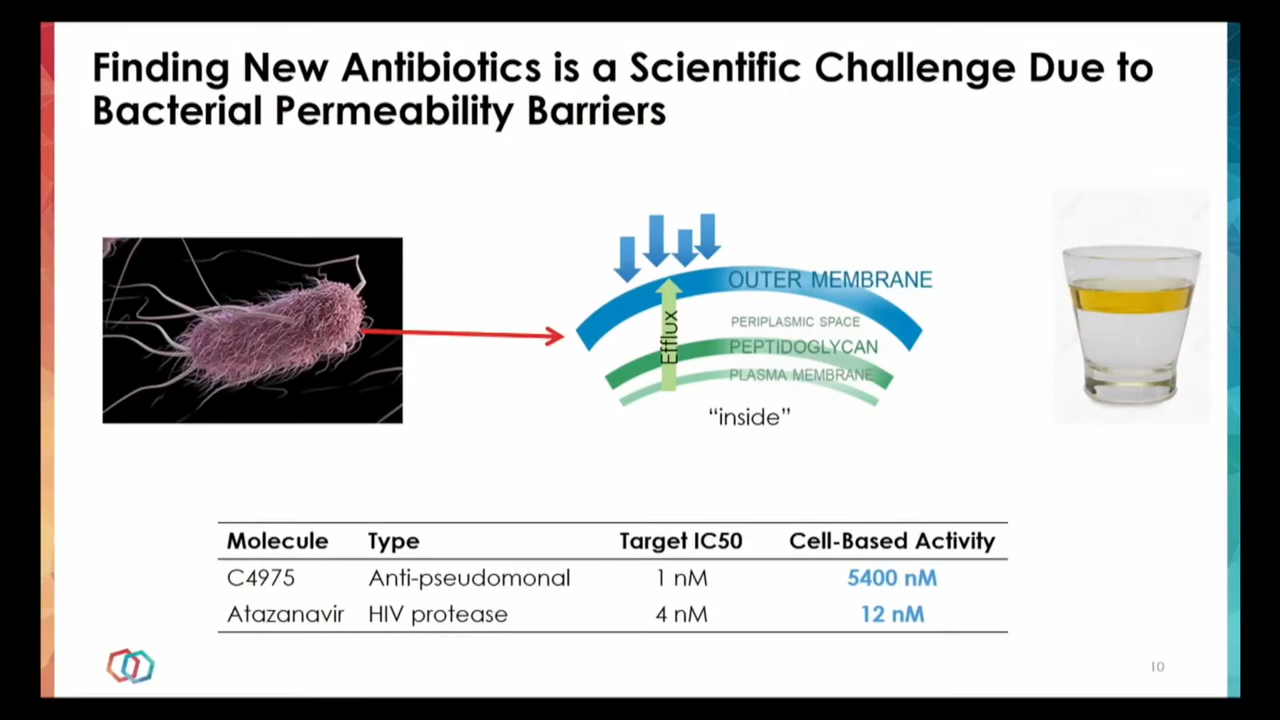 Finding New Antibiotics is a Scientific Challenge Due to
Bacterial Permeability Barriers
Efflux
OUTER MEMBRANE
PERIPLASMIC SPACE
PEPTIDOGLYCAN
PLASMA MEMBRANE
“inside”
Molecule Type Target IC50 Cell-Based Activity
C4975 Anti-pseudomonal 1 nM 5400 nM
Atazanavir HIV protease 4 nM 12 nM
10